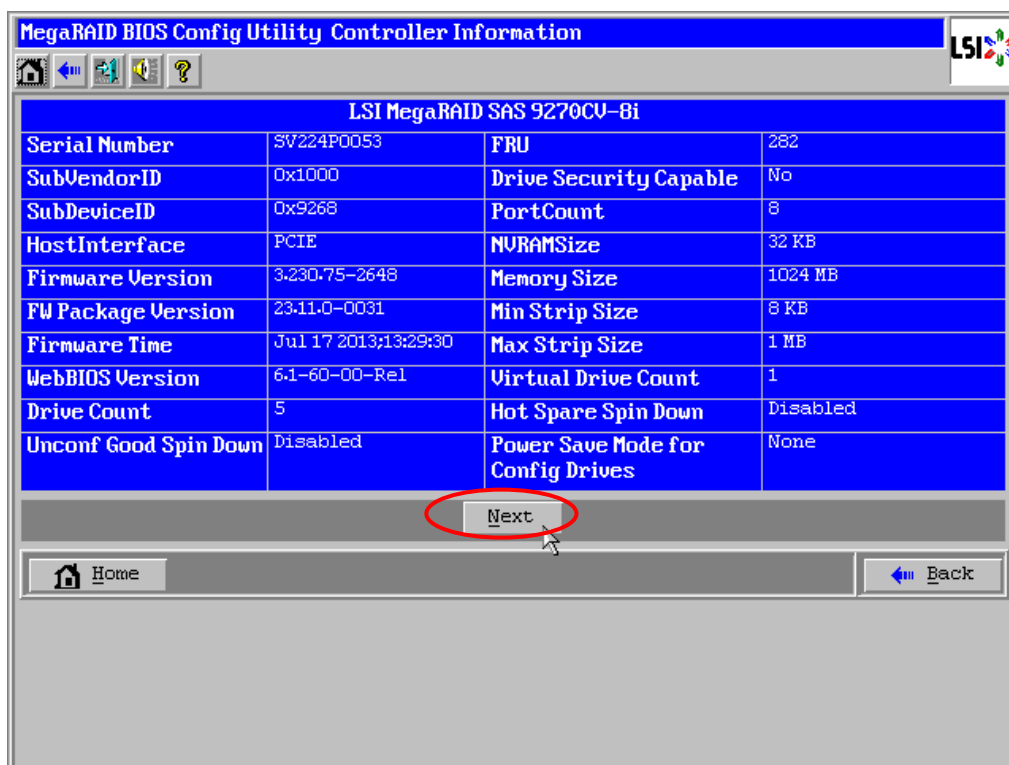 MegaRAID BIOS Config Utility Controller Information
LSI
LSI MegaRAID SAS 9270CV-8i
Serial Number SV224P0053 FRU 282
SubVendorID 0x1000 Drive Security Capable No
SubDeviceID 0x9268 PortCount 8
HostInterface PCIE NVRAMSize 32 KB
Firmware Version 3.230.75-2648 Memory Size 1024 MB
FW Package Version 23.11.0-0031 Min Strip Size 8 KB
Firmware Time Jul 17 2013;13:29:30 Max Strip Size 1 MB
WebBIOS Version 6.1-60-00-Rel Virtual Drive Count 1
Drive Count 5 Hot Spare Spin Down Disabled
Unconf Good Spin Down Disabled Power Save Mode for None
Config Drives
Next
Home Back